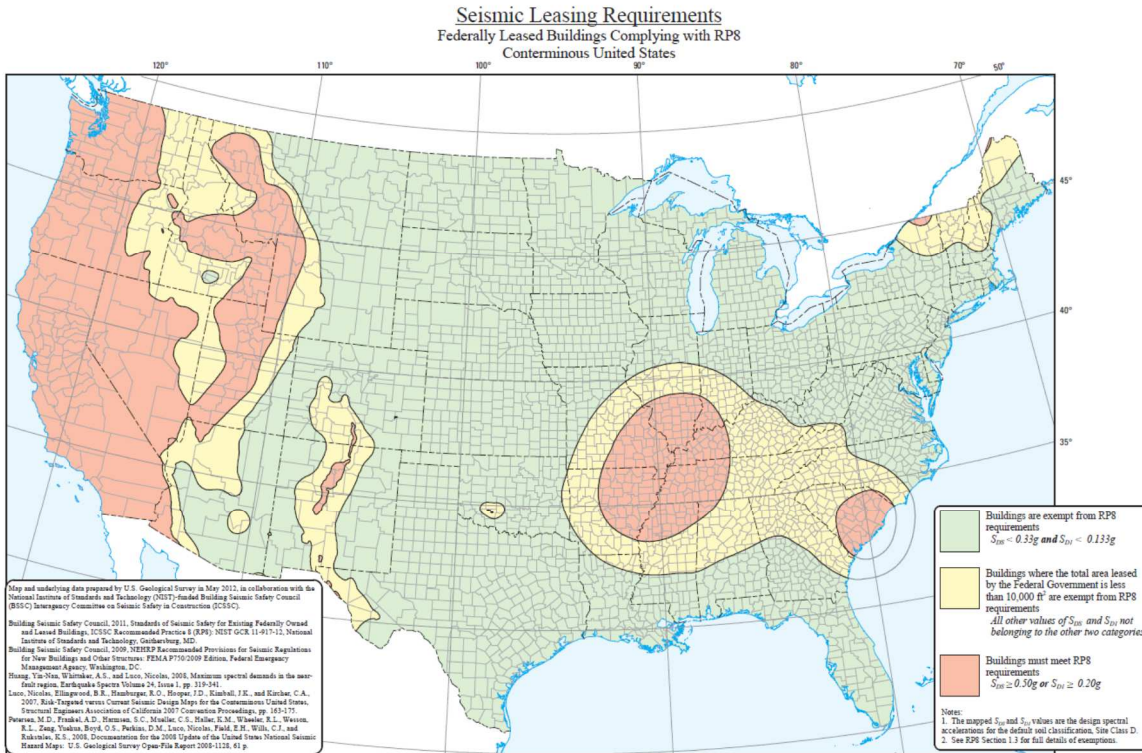 Seismic Leasing Requirements
Federally Leased Buildings Complying with RP8
Conterminous United States
120°
110°
100°
90°
80°
70°
50°
45°
40°
35°
Buildings are exempt from RP8
requirements
S_DS < 0.33g and S_D1 < 0.133g
Buildings where the total area leased
by the Federal Government is less
than 10,000 ft² are exempt from RP8
requirements
All other values of S_DS and S_D1 not
belonging to the other two categories
Buildings must meet RP8
requirements
S_DS ≥ 0.50g or S_D1 ≥ 0.20g
Notes:
1. The mapped S_DS and S_D1 values are the design spectral
accelerations for the default soil classification, Site Class D.
2. See RP8 Section 1.3 for full details of exemptions.
Map and underlying data prepared by U.S. Geological Survey in May 2012, in collaboration with the
National Institute of Standards and Technology (NIST)-funded Building Seismic Safety Council
(BSSC) Interagency Committee on Seismic Safety in Construction (ICSSC).
Building Seismic Safety Council, 2011, Standards of Seismic Safety for Existing Federally Owned
and Leased Buildings, ICSSC Recommended Practice 8 (RP8): NIST GCR 11-917-12, National
Institute of Standards and Technology, Gaithersburg, MD.
Building Seismic Safety Council, 2009, NEHRP Recommended Provisions for Seismic Regulations
for New Buildings and Other Structures: FEMA P750/2009 Edition, Federal Emergency
Management Agency, Washington, DC.
Huang, Yin-Nan, Whittaker, A.S., and Luco, Nicolas, 2008, Maximum spectral demands in the near-
fault region, Earthquake Spectra Volume 24, Issue 1, pp. 319-341.
Luco, Nicolas, Ellingwood, B.R., Hamburger, R.O., Hooper, J.D., Kimball, J.K., and Kircher, C.A.,
2007, Risk-Targeted versus Current Seismic Design Maps for the Conterminous United States,
Structural Engineers Association of California 2007 Convention Proceedings, pp. 163-175.
Petersen, M.D., Frankel, A.D., Harmsen, S.C., Mueller, C.S., Haller, K.M., Wheeler, R.L., Wesson,
R.L., Zeng, Yuehua, Boyd, O.S., Perkins, D.M., Luco, Nicolas, Field, E.H., Wills, C.J., and
Rukstales, K.S., 2008, Documentation for the 2008 Update of the United States National Seismic
Hazard Maps: U.S. Geological Survey Open-File Report 2008-1128, 61 p.